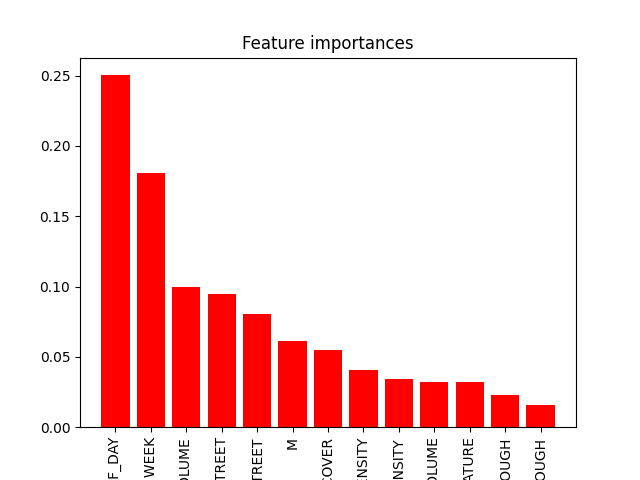 Feature importances
0.25
0.20
0.15
0.10
0.05
0.00
F_DAY
WEEK
OLUME
TREET
TREET
M
COVER
ENSITY
NSITY
OLUME
ATURE
OUGH
OUGH